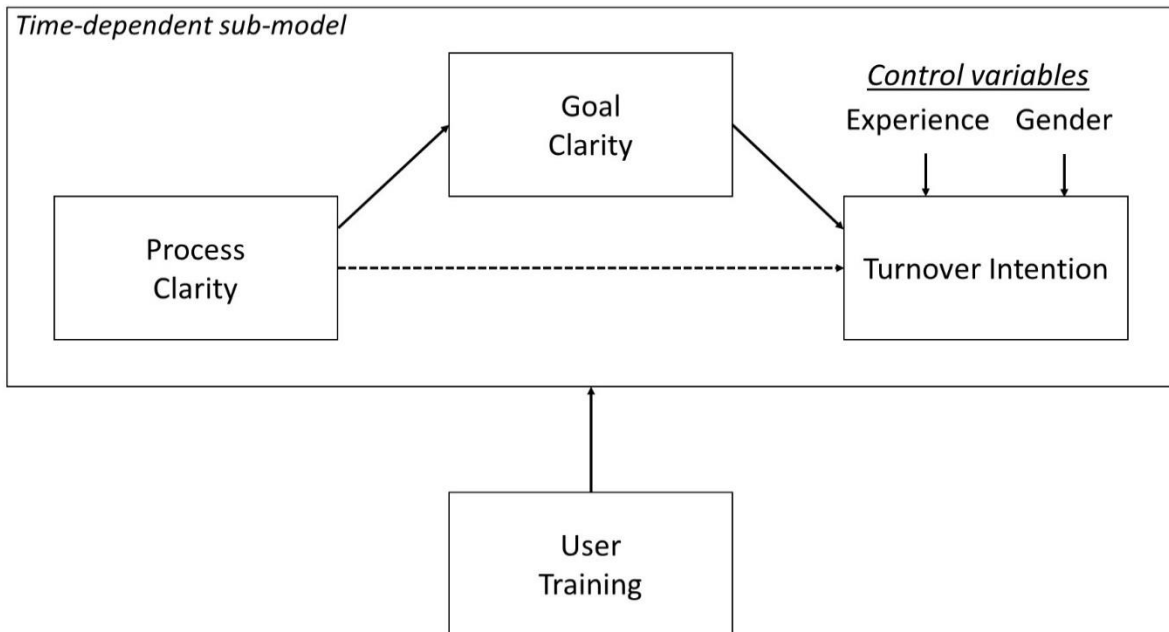 Time-dependent sub-model
Goal
Clarity
Control variables
Experience Gender
Process
Clarity
Turnover Intention
User
Training